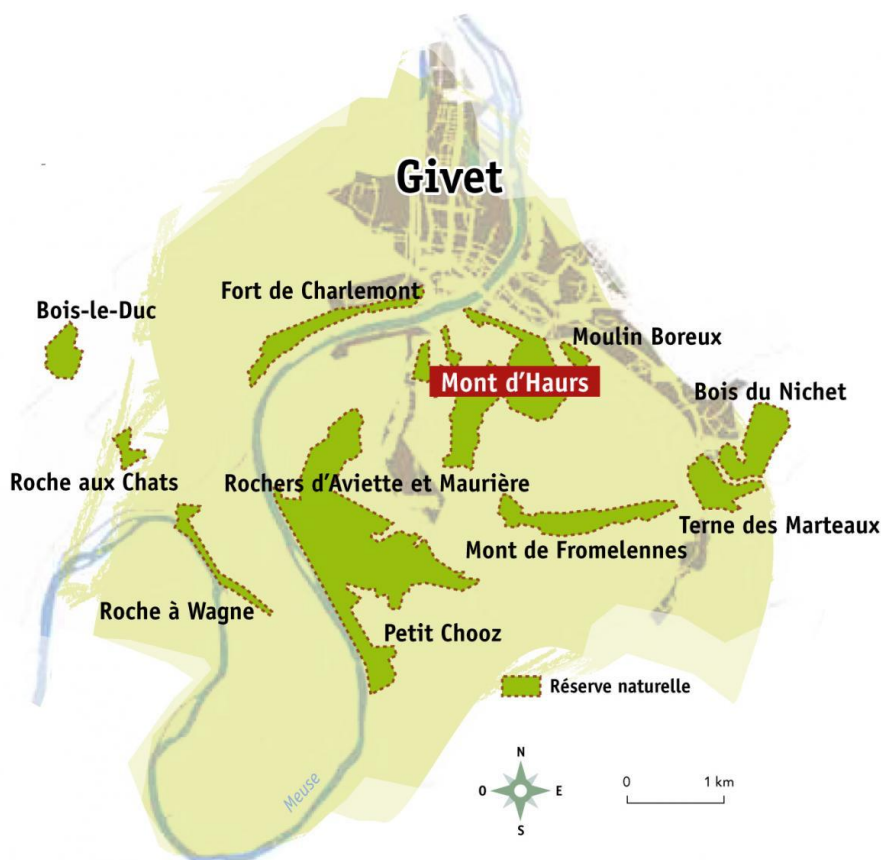 Givet
Fort de Charlemont
Bois-le-Duc
Moulin Boreux
Mont d'Haurs
Bois du Nichet
Roche aux Chats
Rochers d'Aviette et Maurière
Terne des Marteaux
Mont de Fromelennes
Roche à Wagne
Petit Chooz
Réserve naturelle
Meuse
N
O
E
S
0
1 km